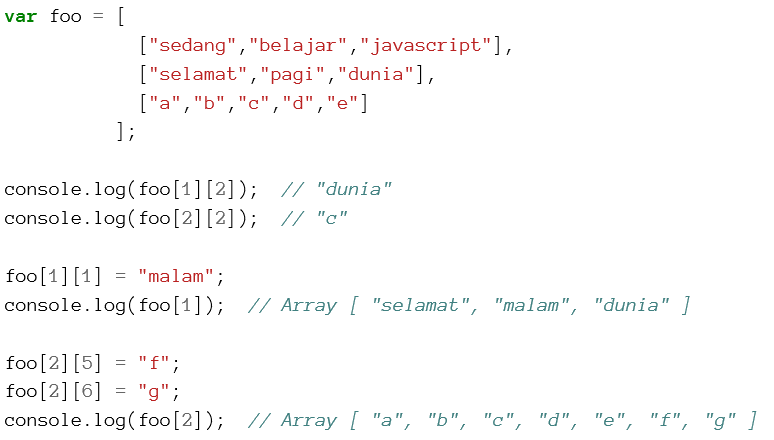 var foo = [
            ["sedang","belajar","javascript"],
            ["selamat","pagi","dunia"],
            ["a","b","c","d","e"]
          ];

console.log(foo[1][2]);  // "dunia"
console.log(foo[2][2]);  // "c"

foo[1][1] = "malam";
console.log(foo[1]);  // Array [ "selamat", "malam", "dunia" ]

foo[2][5] = "f";
foo[2][6] = "g";
console.log(foo[2]);  // Array [ "a", "b", "c", "d", "e", "f", "g" ]